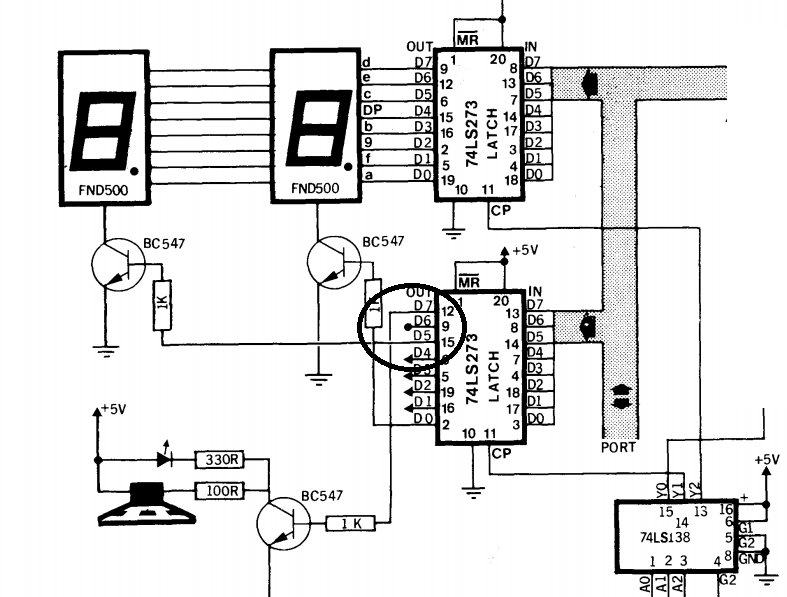 OUT MR IN
d D7 9 1 20 8 D7
e D6 12 13 D6
c D5 6 7 D5
DP D4 15 14 D4
b D3 16 17 D3
g D2 2 3 D2
f D1 5 4 D1
a D0 19 18 D0
74LS273
LATCH
10 11
CP
FND500
FND500
BC547
BC547
1K
+5V
OUT MR IN
D7 12 1 20 13 D7
D6 9 8 D6
D5 15 14 D5
D4 7 D4
5 4 D3
D2 19 18 D2
D1 16 17 D1
D0 2 3 D0
74LS273
LATCH
10 11
CP
PORT
+5V
330R
100R
BC547
1K
+5V
Y0 Y1 Y2
15 14 13 16 +
6 G1
74LS138
5 G2
8 GND
1 2 3 4
A0 A1 A2 G2